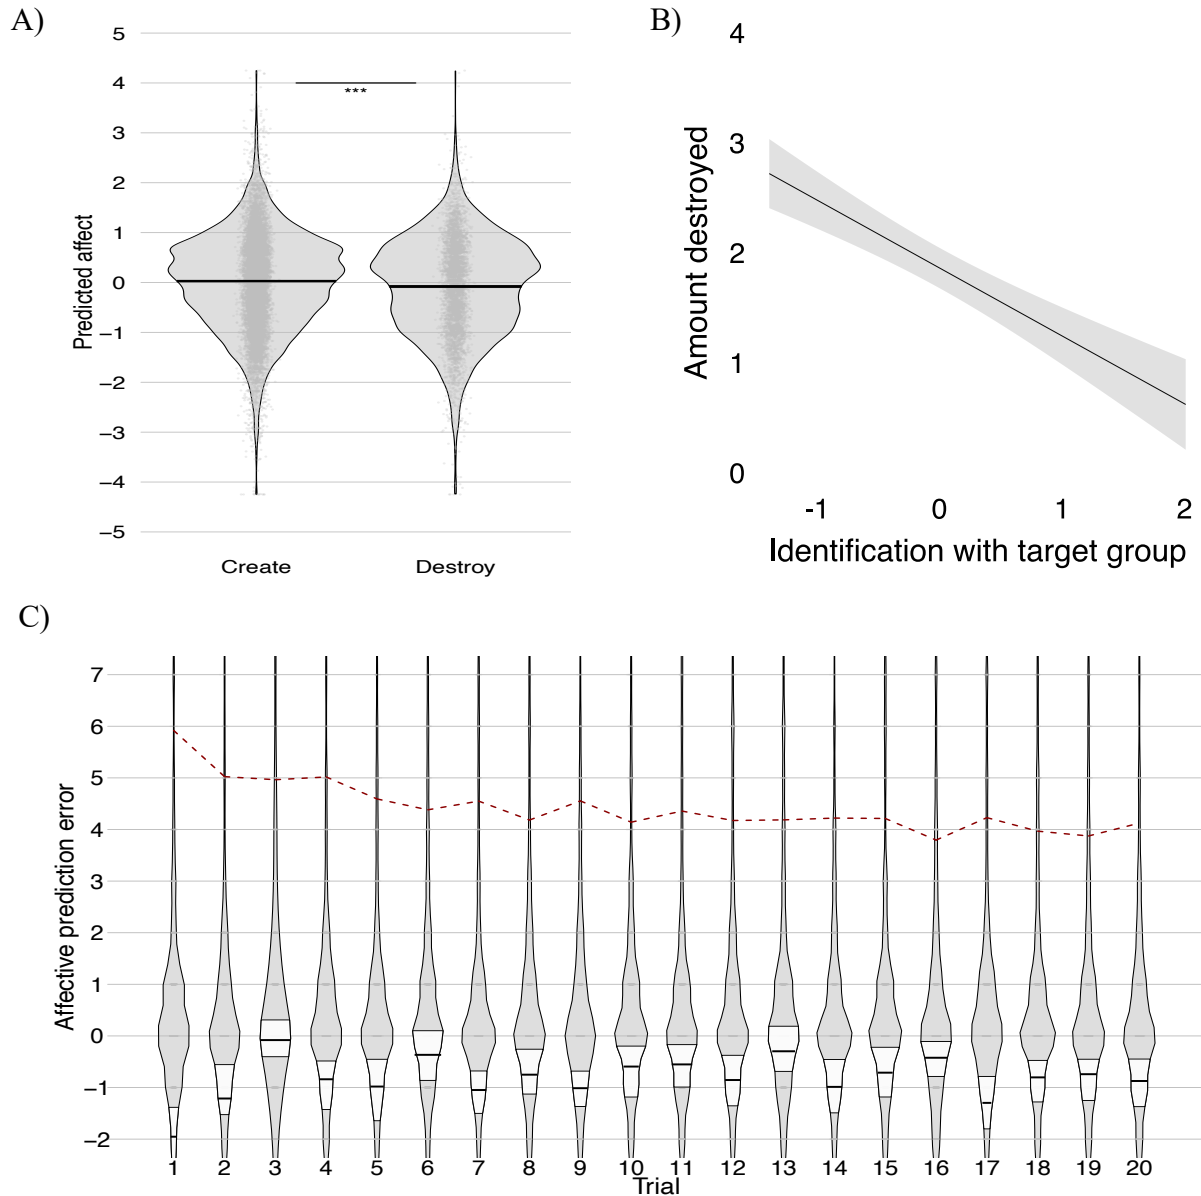 A)
5
4
3
2
1
0
−1
−2
−3
−4
−5
Predicted affect
***
Create Destroy
B)
4
3
2
1
0
Amount destroyed
-1 0 1 2
Identification with target group
C)
7
6
5
4
3
2
1
0
−1
−2
Affective prediction error
1 2 3 4 5 6 7 8 9 10 11 12 13 14 15 16 17 18 19 20
Trial